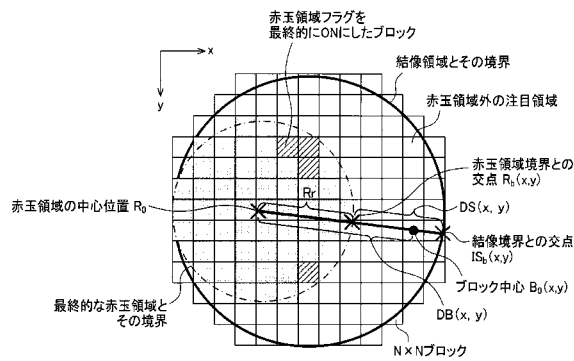 赤玉領域フラグを
最終的にONにしたブロック
x
y
結像領域とその境界
赤玉領域外の注目領域
赤玉領域境界との
交点 Rb(x,y)
Rr
赤玉領域の中心位置 R0
DS(x, y)
結像境界との交点
ISb(x,y)
ブロック中心 B0(x,y)
最終的な赤玉領域と
その境界
DB(x, y)
N×Nブロック